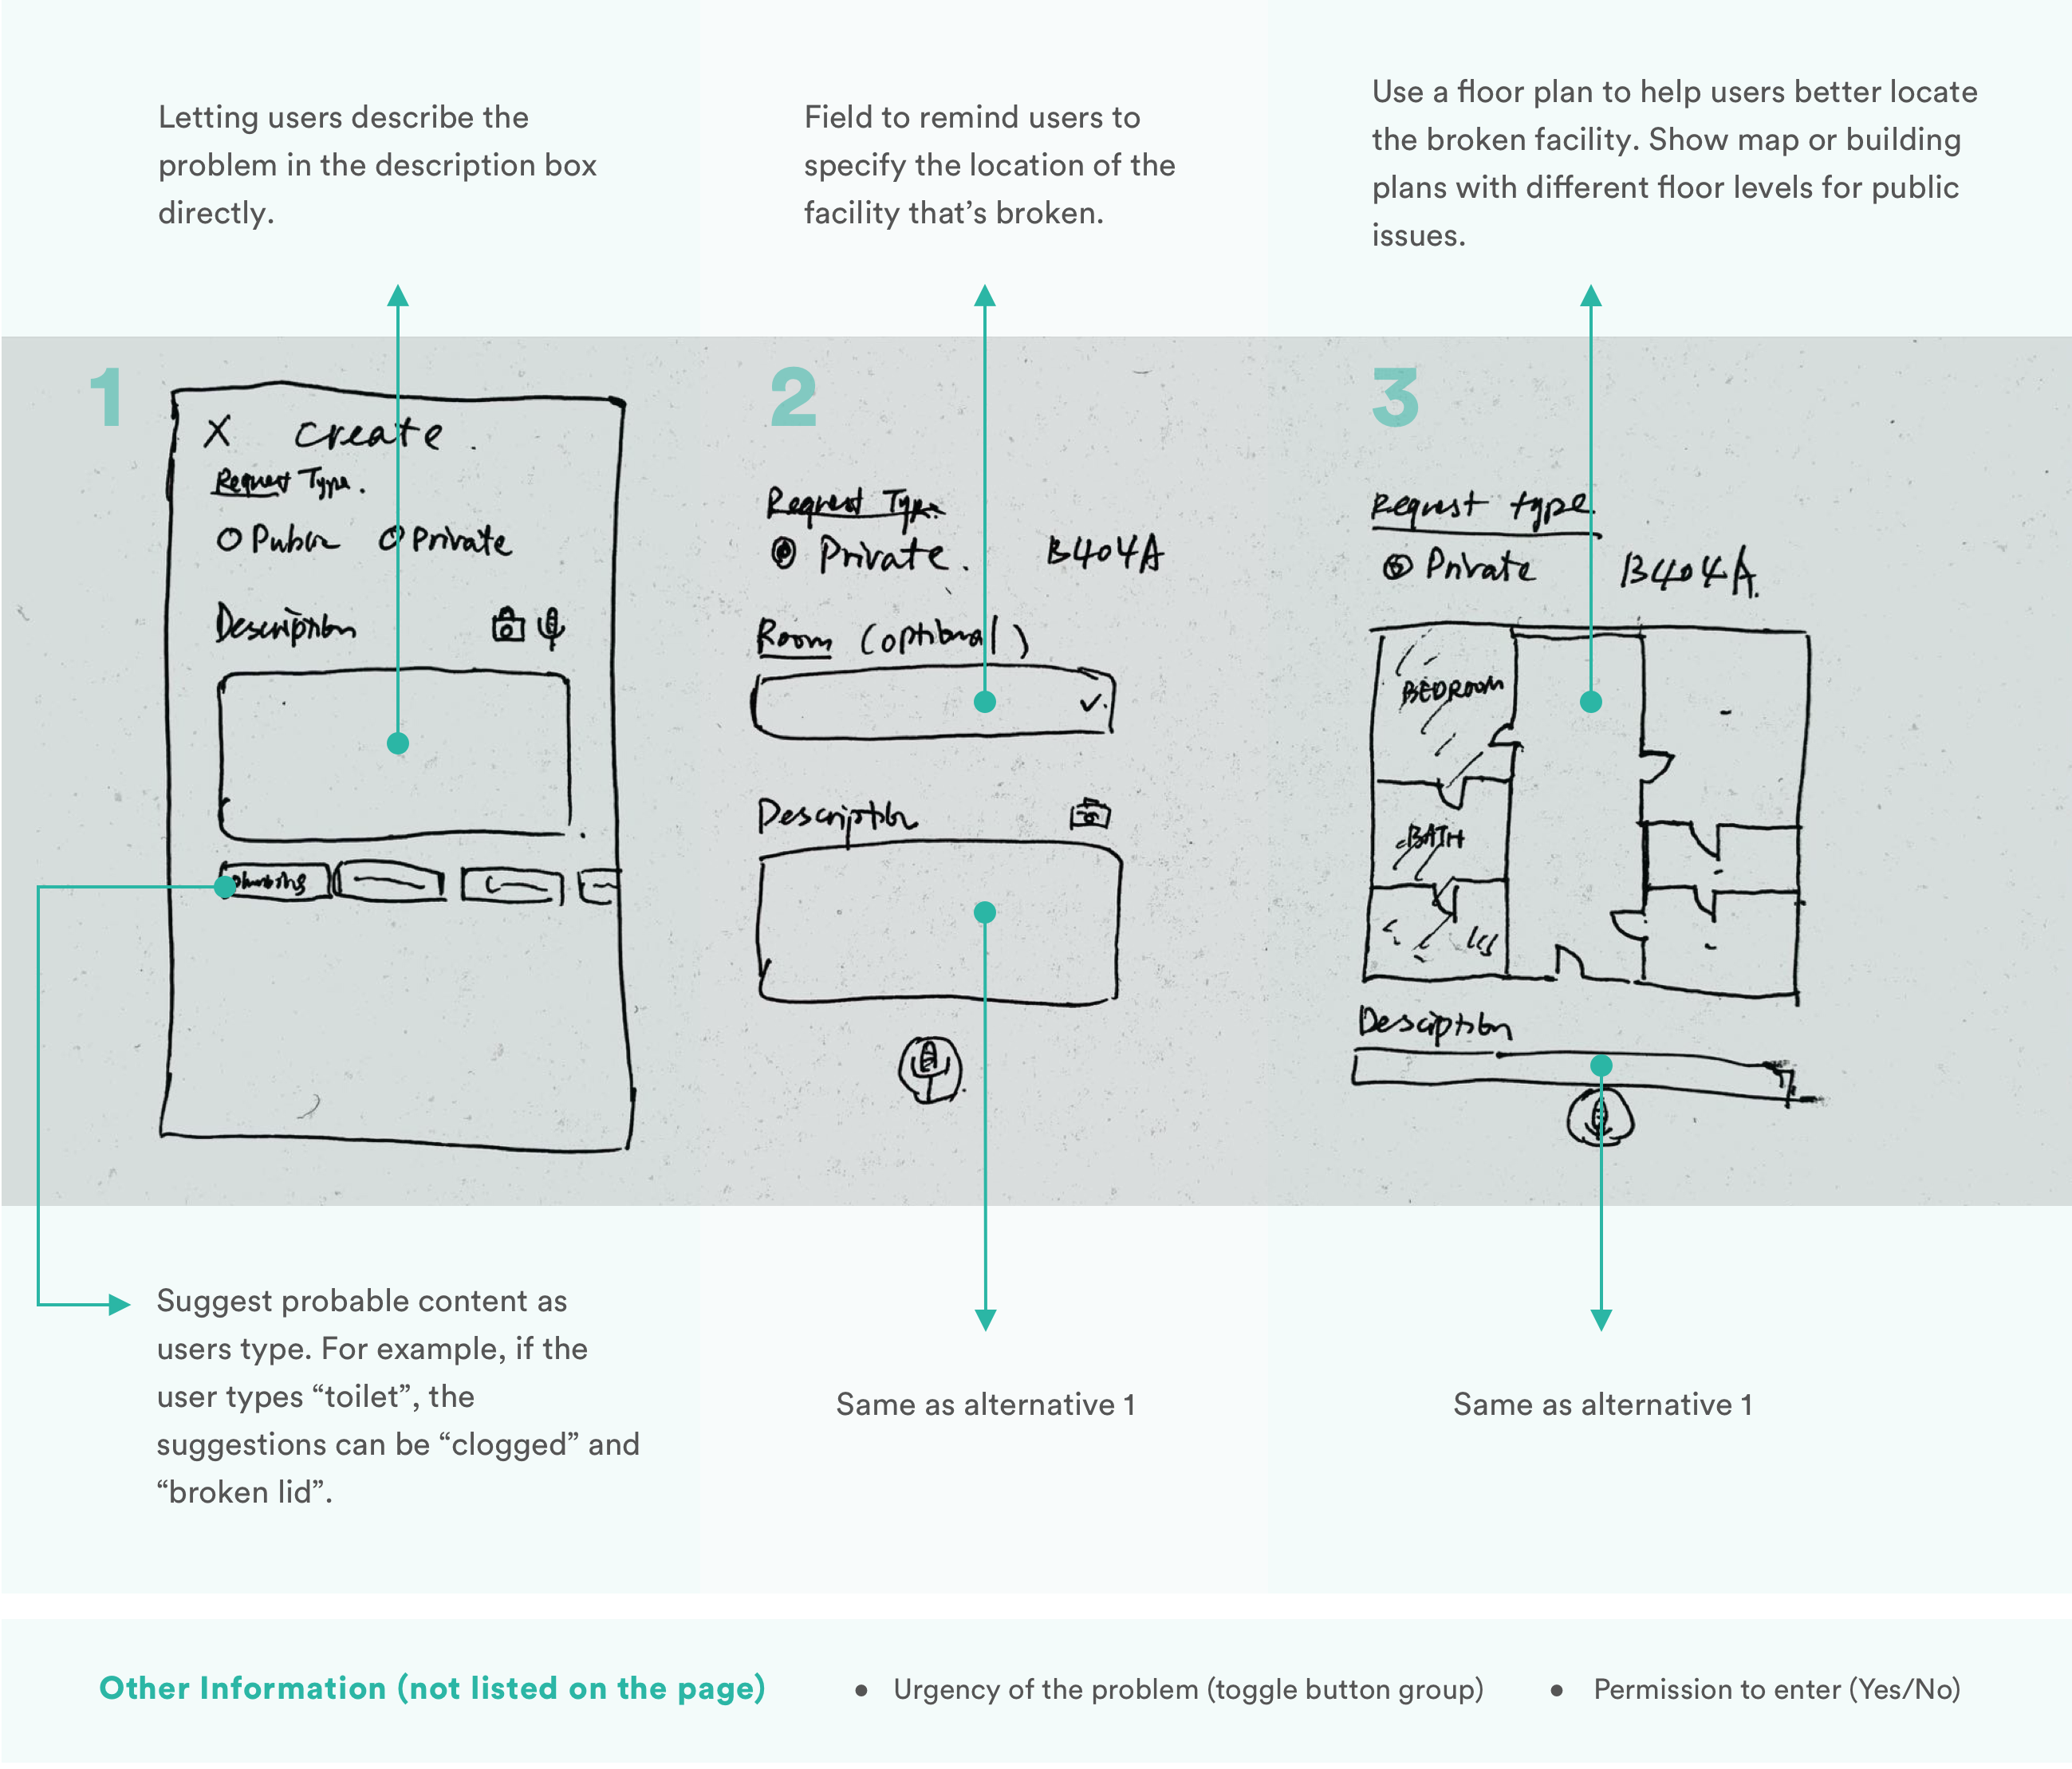 Letting users describe the
problem in the description box
directly.
Field to remind users to
specify the location of the
facility that’s broken.
Use a floor plan to help users better locate
the broken facility. Show map or building
plans with different floor levels for public
issues.
1
X Create.
Request Type.
Public Private
Description
plumbing
2
Request Type
Private. B404A
Room (optional)
Description
3
Request type
Private B404A.
BEDROOM
BATH
Desciption
Suggest probable content as
users type. For example, if the
user types “toilet”, the
suggestions can be “clogged” and
“broken lid”.
Same as alternative 1
Same as alternative 1
Other Information (not listed on the page)
• Urgency of the problem (toggle button group)
• Permission to enter (Yes/No)